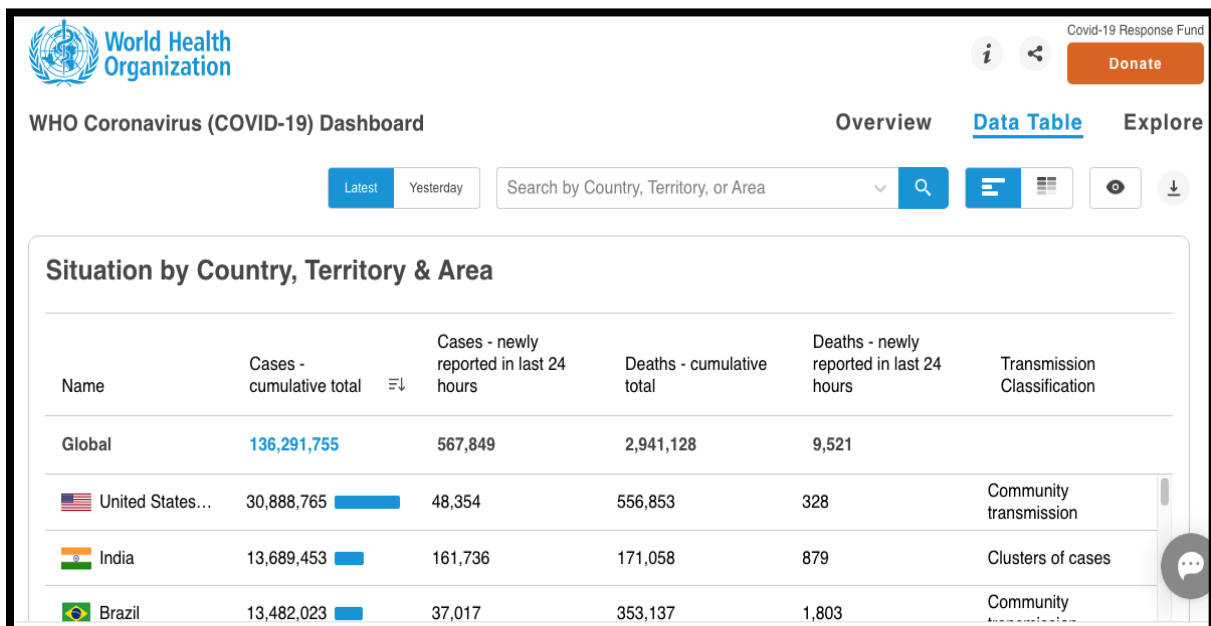 World Health
Organization
Covid-19 Response Fund
i
Donate
WHO Coronavirus (COVID-19) Dashboard
Overview
Data Table
Explore
Latest
Yesterday
Search by Country, Territory, or Area
Situation by Country, Territory & Area
Name
Cases -
cumulative total
Cases - newly
reported in last 24
hours
Deaths - cumulative
total
Deaths - newly
reported in last 24
hours
Transmission
Classification
Global 136,291,755 567,849 2,941,128 9,521
United States... 30,888,765 48,354 556,853 328 Community
transmission
India 13,689,453 161,736 171,058 879 Clusters of cases
Brazil 13,482,023 37,017 353,137 1,803 Community